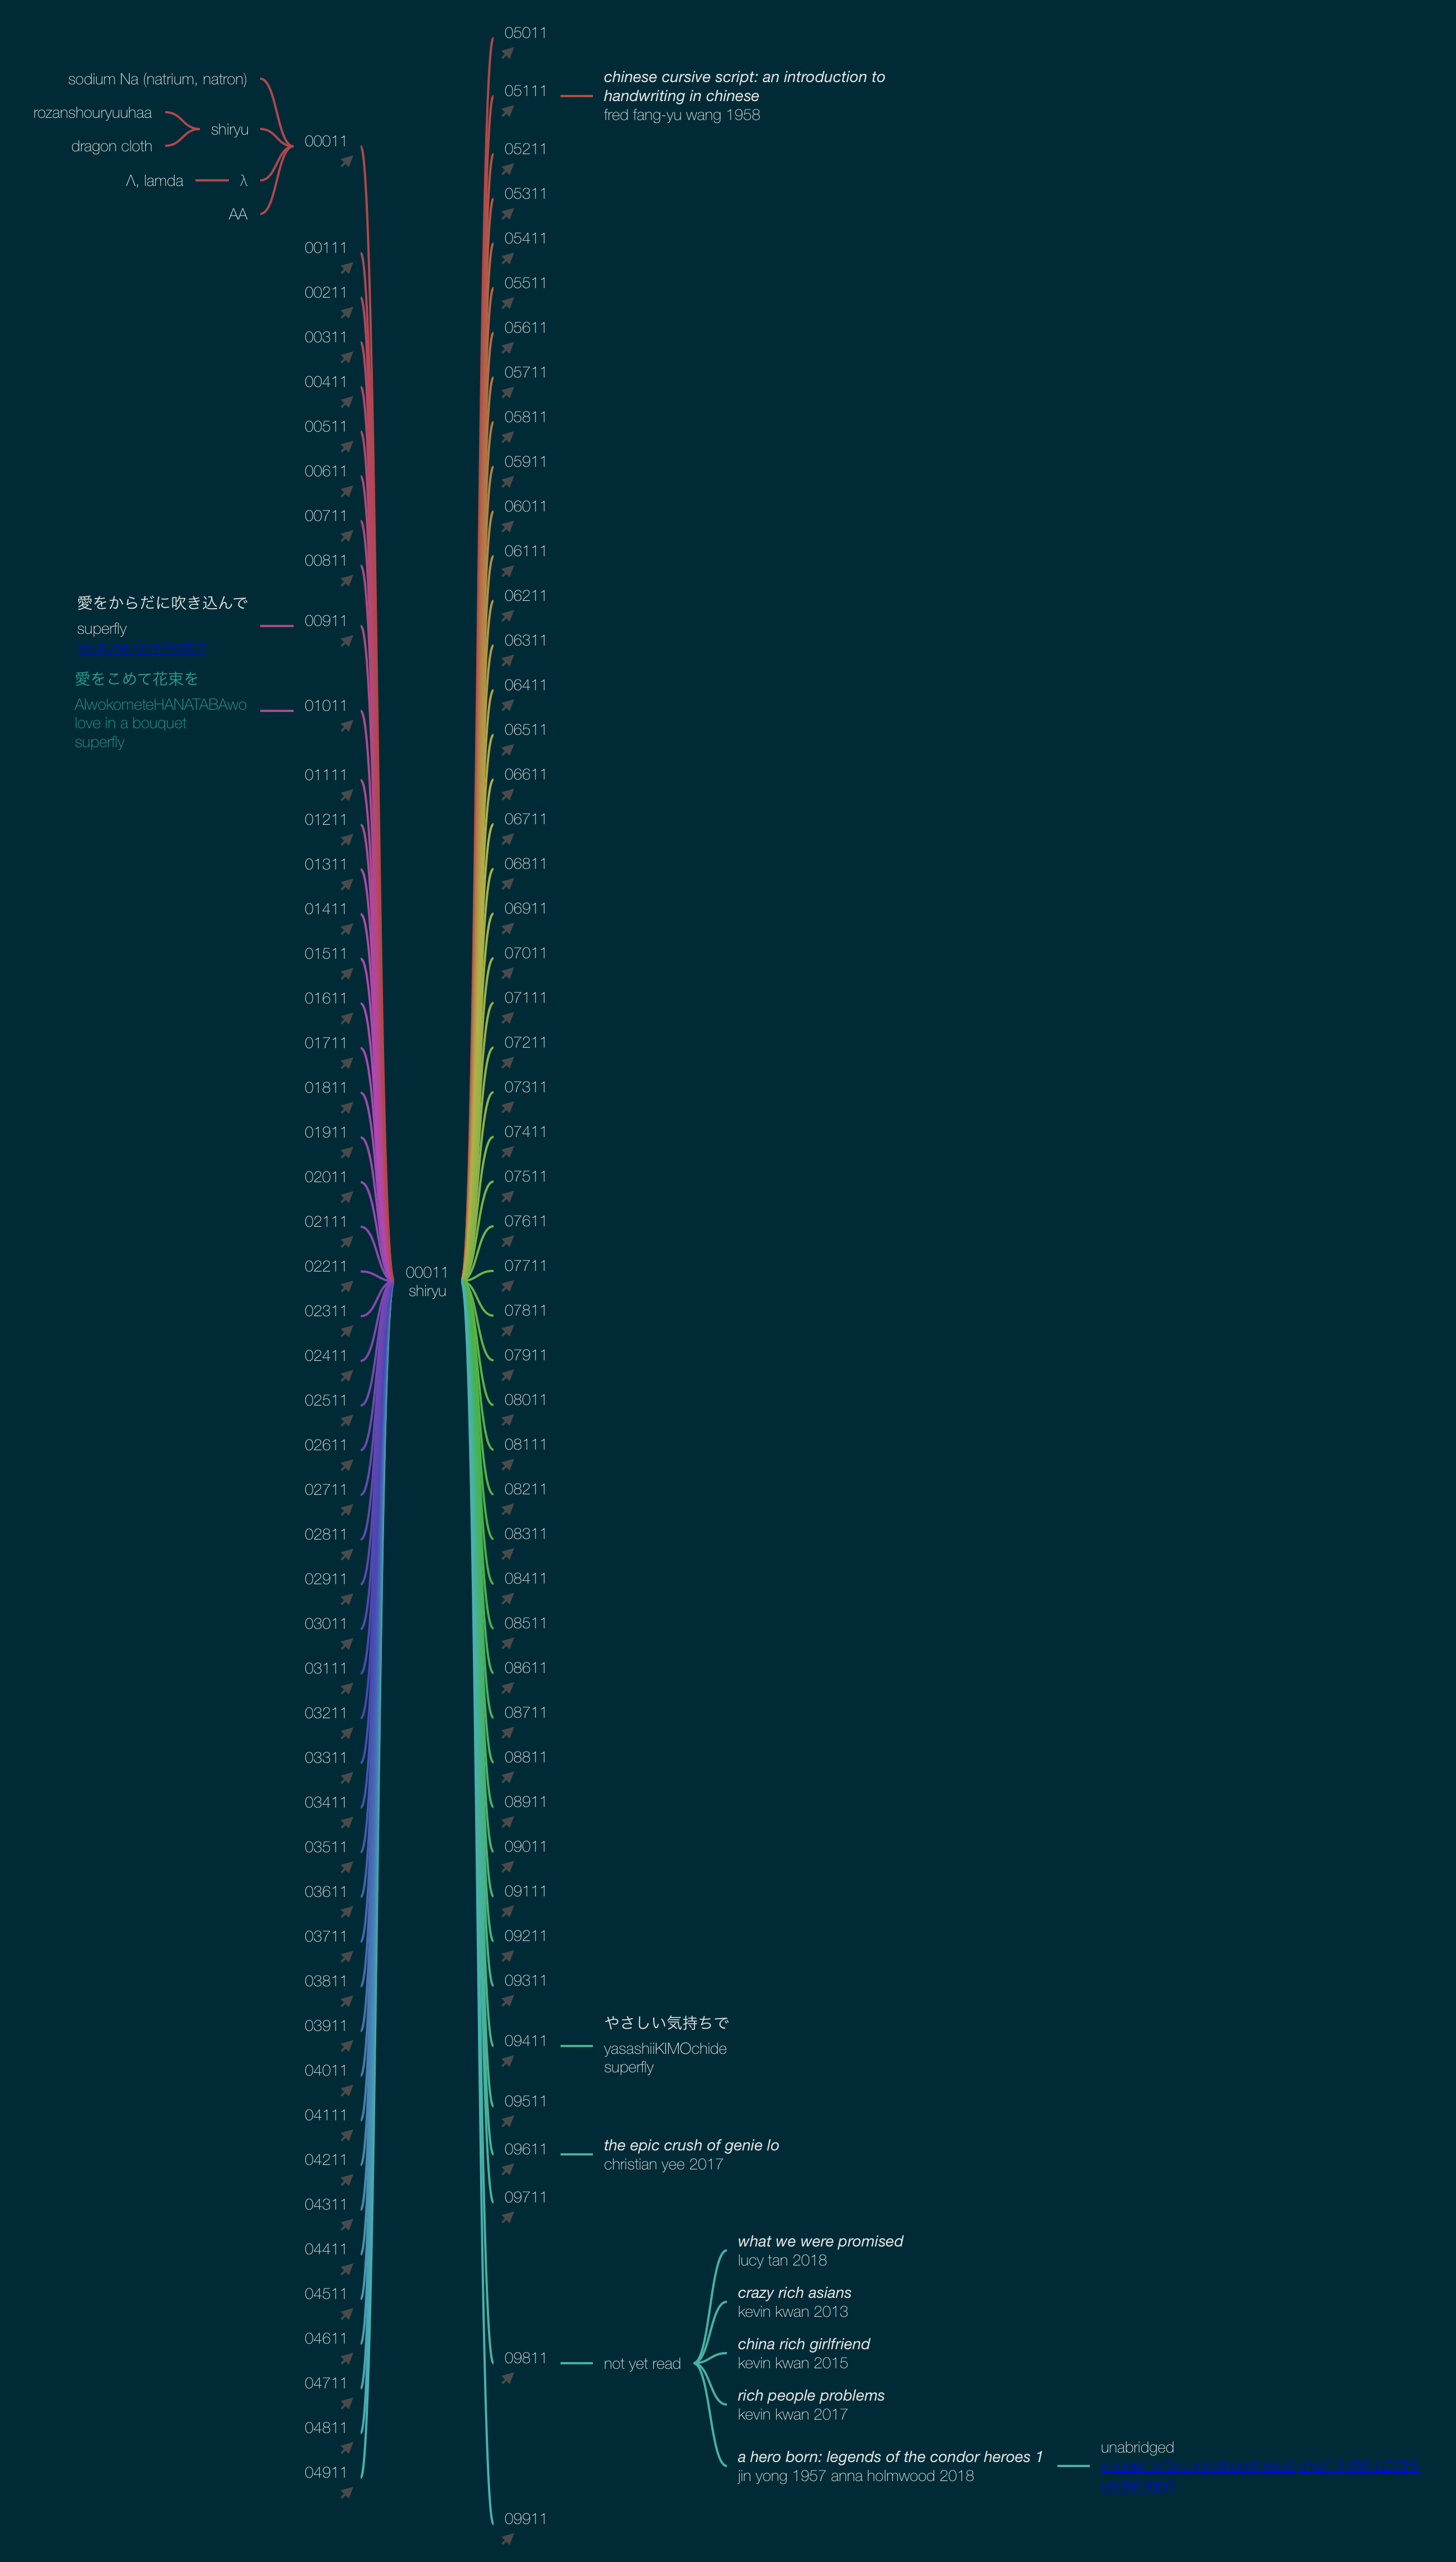 sodium Na (natrium, natron)
rozanshouryuuhaa
dragon cloth
shiryu
Λ, lamda
λ
AA
00011
00111
00211
00311
00411
00511
00611
00711
00811
愛をからだに吹き込んで
superfly
youtube.com/watch
00911
愛をこめて花束を
AIwokometeHANATABAwo
love in a bouquet
superfly
01011
01111
01211
01311
01411
01511
01611
01711
01811
01911
02011
02111
02211
02311
02411
02511
02611
02711
02811
02911
03011
03111
03211
03311
03411
03511
03611
03711
03811
03911
04011
04111
04211
04311
04411
04511
04611
04711
04811
04911
00011
shiryu
05011
05111
chinese cursive script: an introduction to
handwriting in chinese
fred fang-yu wang 1958
05211
05311
05411
05511
05611
05711
05811
05911
06011
06111
06211
06311
06411
06511
06611
06711
06811
06911
07011
07111
07211
07311
07411
07511
07611
07711
07811
07911
08011
08111
08211
08311
08411
08511
08611
08711
08811
08911
09011
09111
09211
09311
09411
やさしい気持ちで
yasashiiKIMOchide
superfly
09511
09611
the epic crush of genie lo
christian yee 2017
09711
09811
not yet read
what we were promised
lucy tan 2018
crazy rich asians
kevin kwan 2013
china rich girlfriend
kevin kwan 2015
rich people problems
kevin kwan 2017
a hero born: legends of the condor heroes 1
jin yong 1957 anna holmwood 2018
unabridged
unabridged
09911